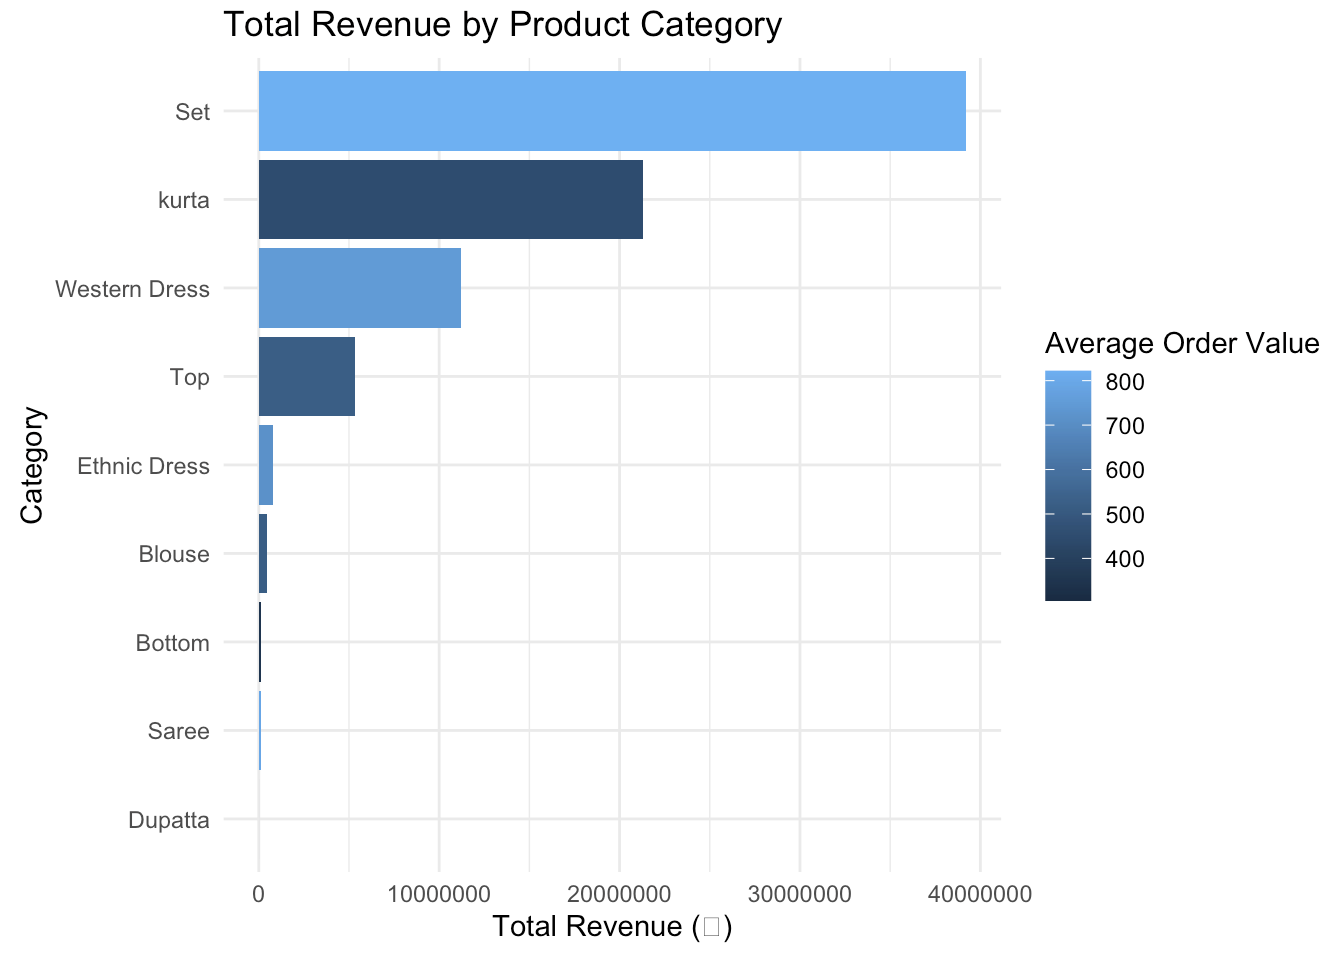 Total Revenue by Product Category
Set
kurta
Western Dress
Top
Ethnic Dress
Blouse
Bottom
Saree
Dupatta
Category
0 10000000 20000000 30000000 40000000
Total Revenue (□)
Average Order Value
800
700
600
500
400